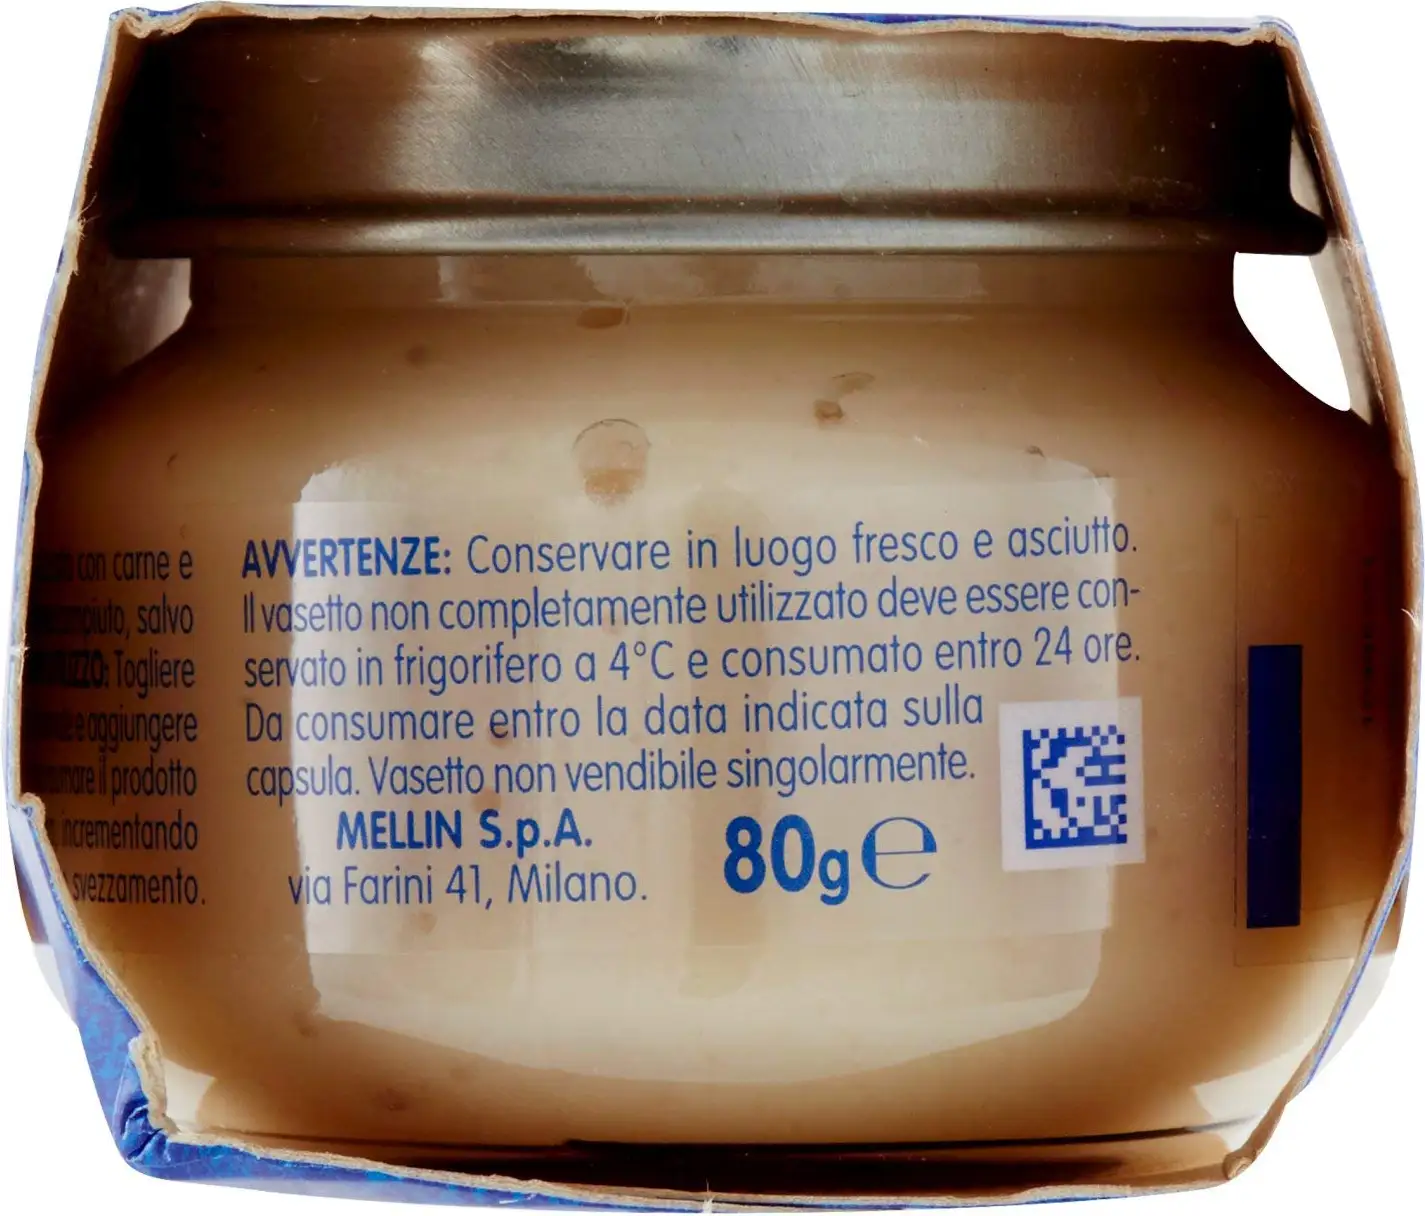 con carne e
salvo
Togliere
e aggiungere
il prodotto
incrementando
svezzamento.
AVVERTENZE: Conservare in luogo fresco e asciutto.
Il vasetto non completamente utilizzato deve essere con-
servato in frigorifero a 4°C e consumato entro 24 ore.
Da consumare entro la data indicata sulla
capsula. Vasetto non vendibile singolarmente.
MELLIN S.p.A.
via Farini 41, Milano.
80g e